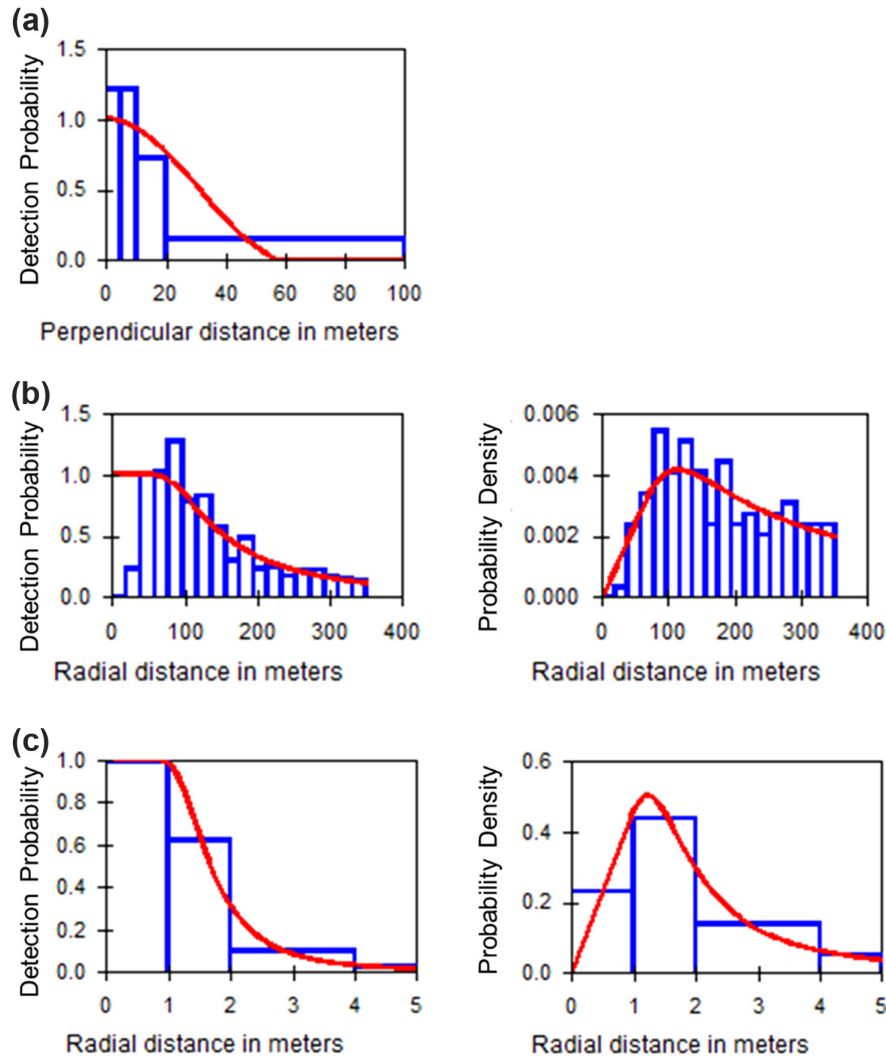 (a)
Detection Probability
1.5
1.0
0.5
0.0
0 20 40 60 80 100
Perpendicular distance in meters
(b)
Detection Probability
1.5
1.0
0.5
0.0
0 100 200 300 400
Radial distance in meters
Probability Density
0.006
0.004
0.002
0.000
0 100 200 300 400
Radial distance in meters
(c)
Detection Probability
1.0
0.8
0.6
0.4
0.2
0.0
0 1 2 3 4 5
Radial distance in meters
Probability Density
0.6
0.4
0.2
0.0
0 1 2 3 4 5
Radial distance in meters